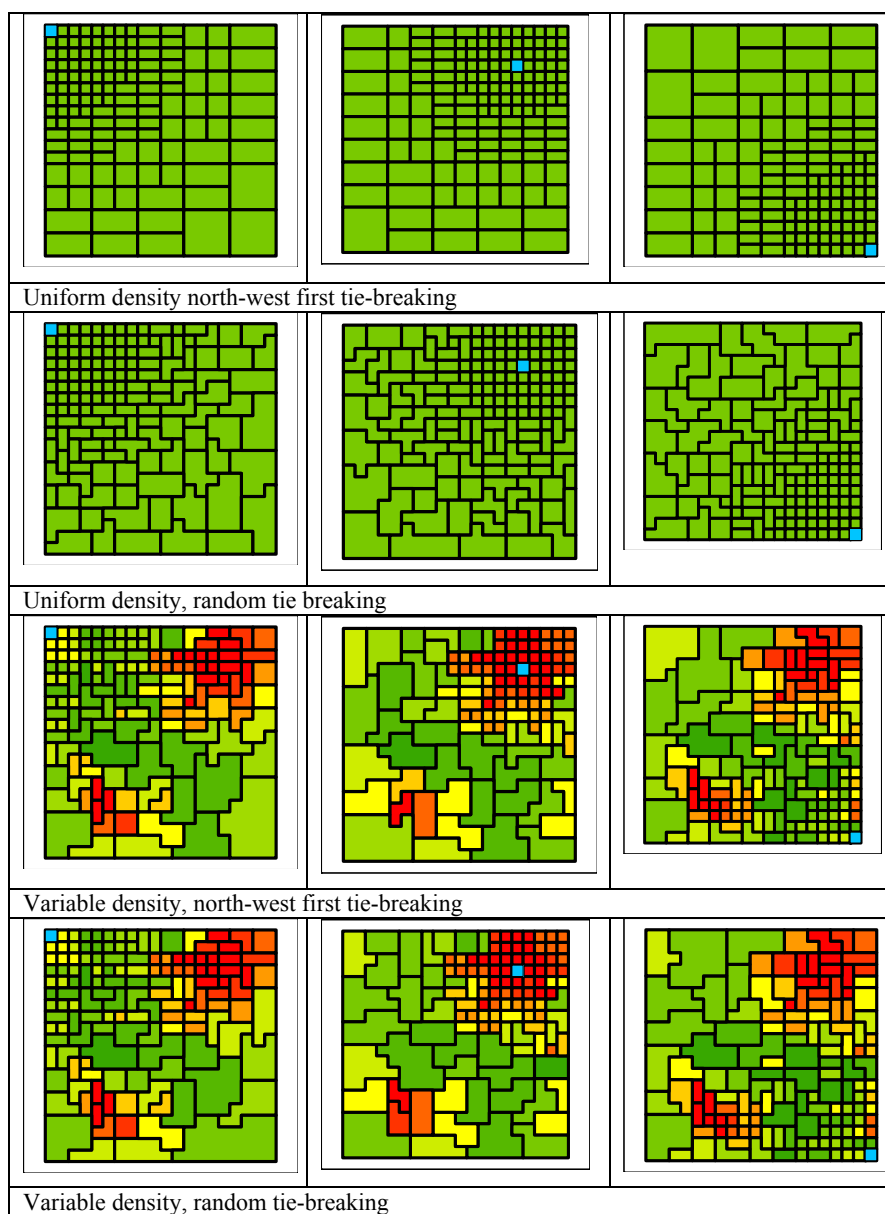 Uniform density north-west first tie-breaking
Uniform density, random tie breaking
Variable density, north-west first tie-breaking
Variable density, random tie-breaking